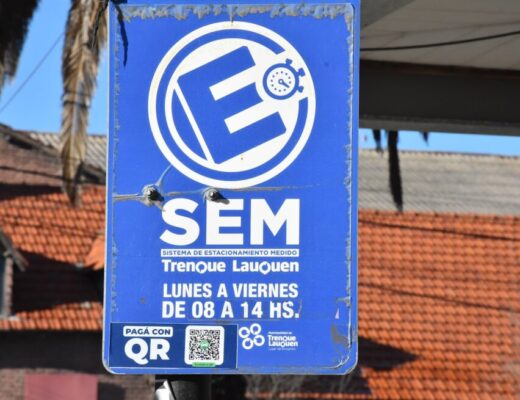 E
SEM
SISTEMA DE ESTACIONAMIENTO MEDIDO
Trenque Lauquen
LUNES A VIERNES
DE 08 A 14 HS.
PAGÁ CON
QR
Trenque
Lauquen